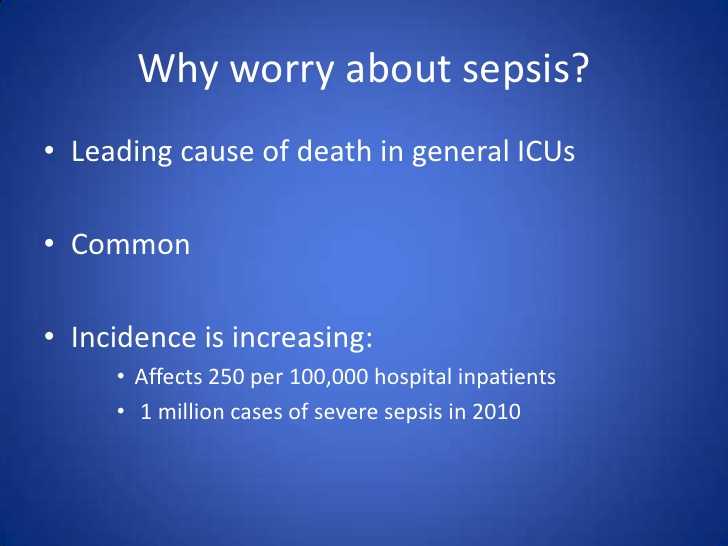 Why worry about sepsis?
• Leading cause of death in general ICUs
• Common
• Incidence is increasing:
• Affects 250 per 100,000 hospital inpatients
• 1 million cases of severe sepsis in 2010